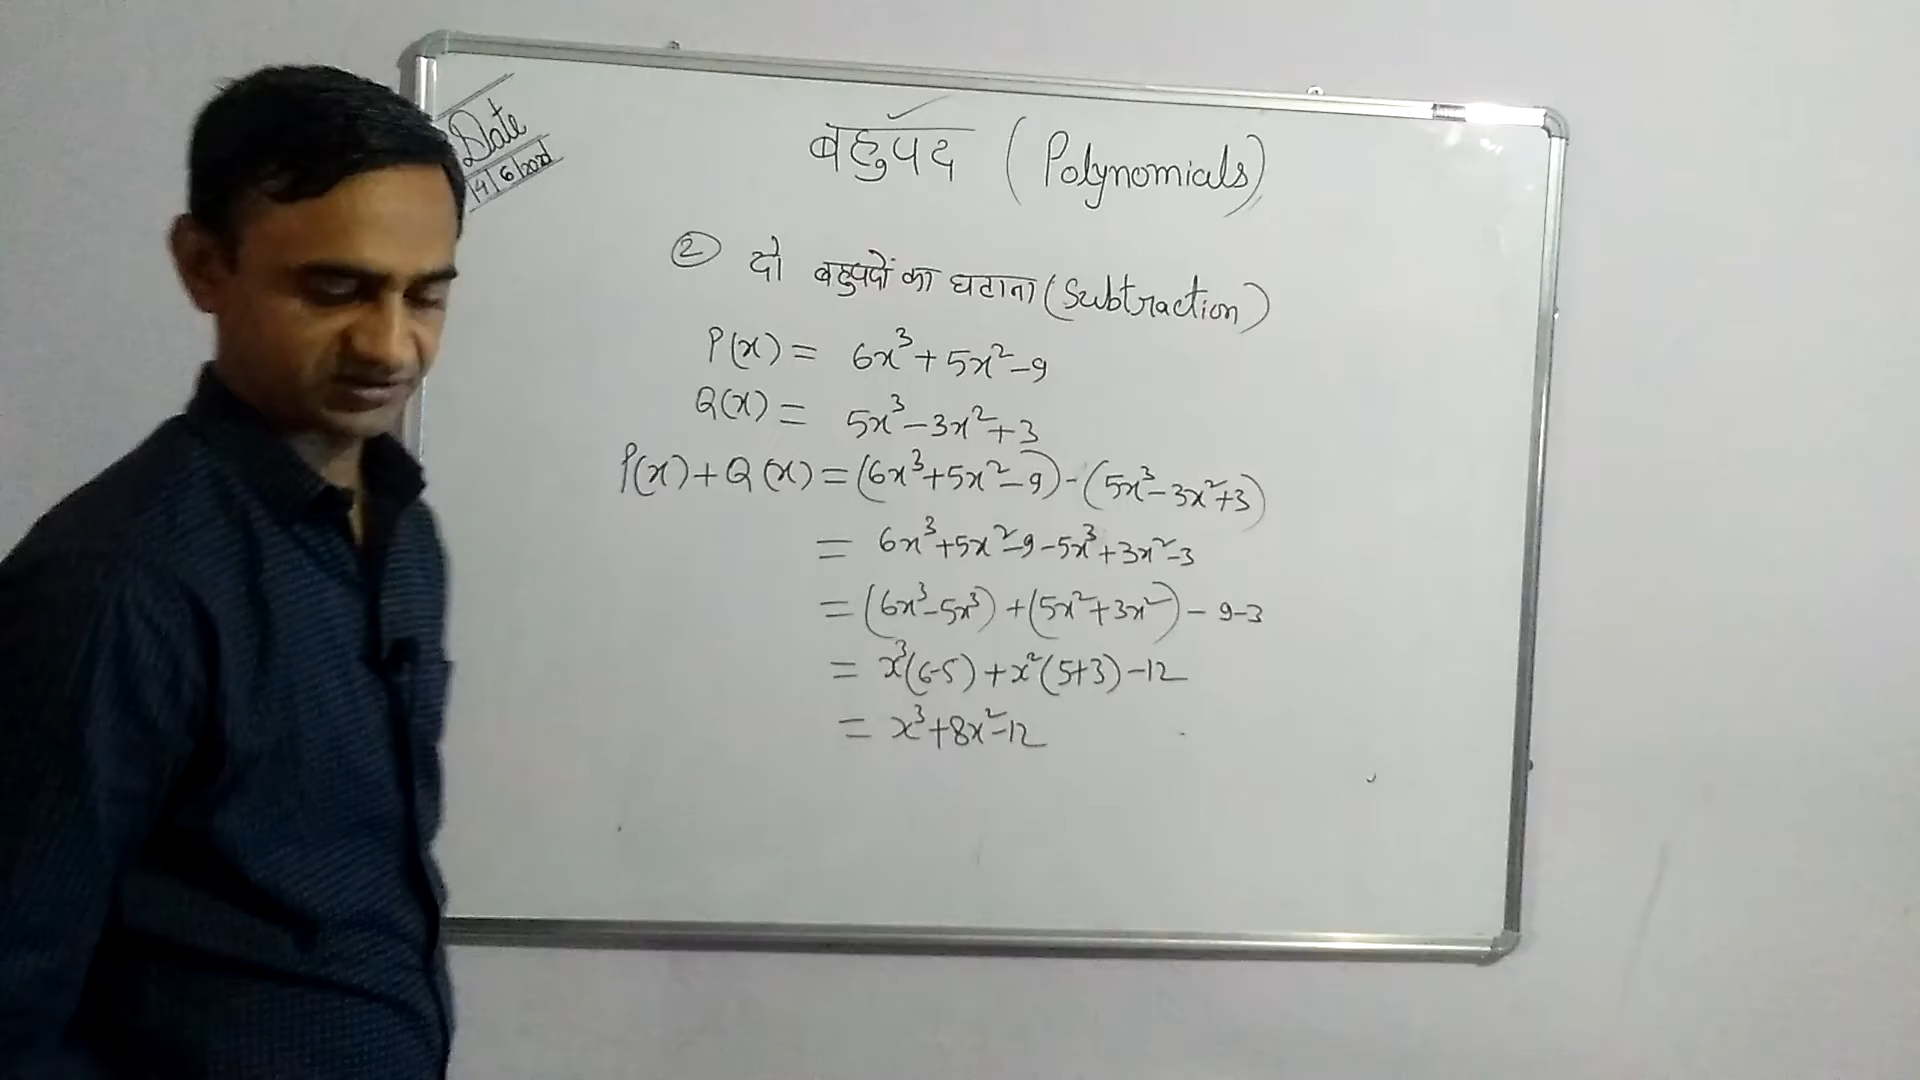 Date
14/6/2021
बहुपद (Polynomials)
② दो बहुपदों का घटाना (Subtraction)
P(x) = 6x³+5x²-9
Q(x) = 5x³-3x²+3
P(x)+Q(x) = (6x³+5x²-9)-(5x³-3x²+3)
= 6x³+5x²-9-5x³+3x²-3
= (6x³-5x³)+(5x²+3x²)-9-3
= x³(6-5)+x²(5+3)-12
= x³+8x²-12